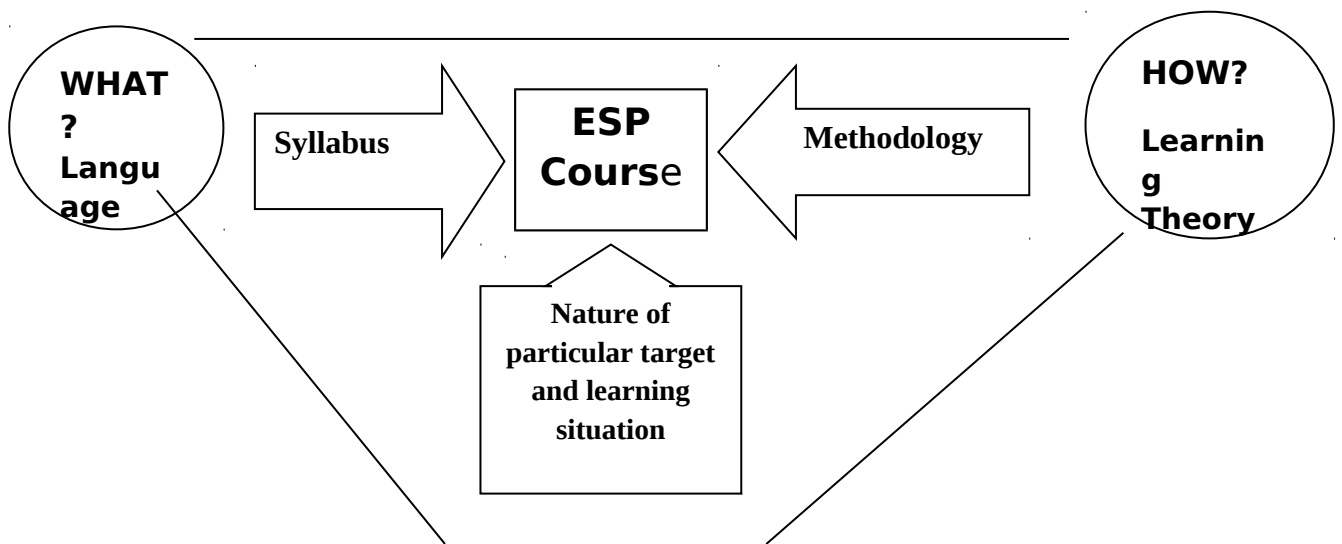 WHAT
?
Langu
age
Syllabus
ESP
Course
Methodology
HOW?
Learnin
g
Theory
Nature of
particular target
and learning
situation